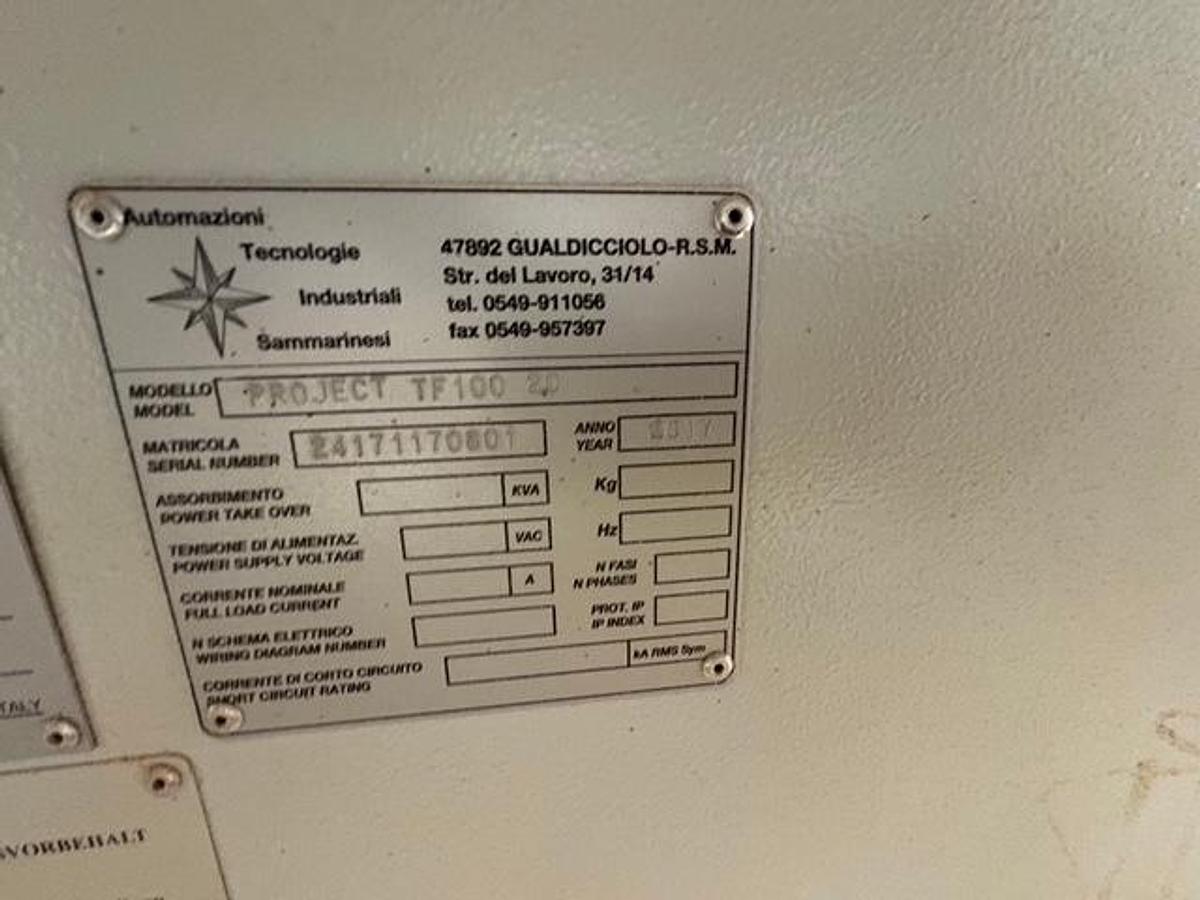 Automazioni
Tecnologie
Industriali
Sammarinesi
47892 GUALDICCIOLO-R.S.M.
Str. del Lavoro, 31/14
tel. 0549-911056
fax 0549-957397
MODELLO
MODEL
PROJECT TF100 2D
MATRICOLA
SERIAL NUMBER
24171170801
ANNO
YEAR
2017
ASSORBIMENTO
POWER TAKE OVER
KVA
Kg
TENSIONE DI ALIMENTAZ.
POWER SUPPLY VOLTAGE
VAC
Hz
CORRENTE NOMINALE
FULL LOAD CURRENT
A
N FASI
N PHASES
N SCHEMA ELETTRICO
WIRING DIAGRAM NUMBER
PROT. IP
IP INDEX
CORRENTE DI CORTO CIRCUITO
SHORT CIRCUIT RATING
kA RMS Sym